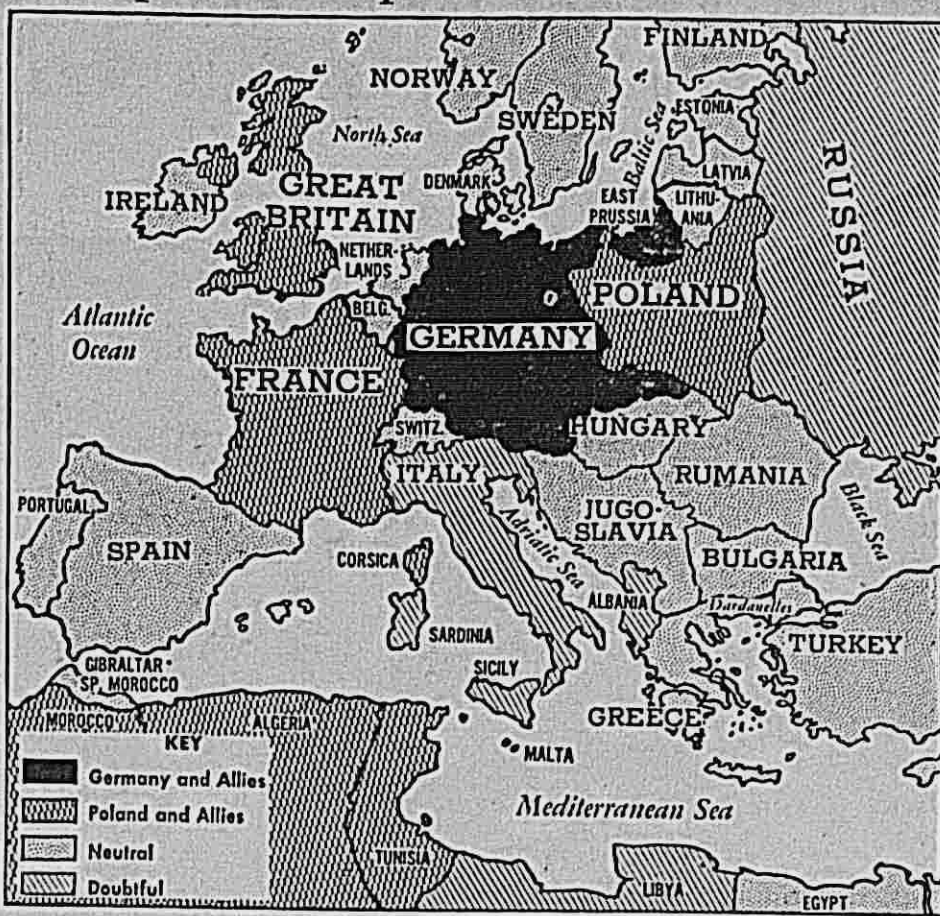 FINLAND
NORWAY
SWEDEN
ESTONIA
North Sea
Baltic Sea
LATVIA
RUSSIA
GREAT
BRITAIN
DENMARK
IRELAND
EAST
PRUSSIA
LITHU-
ANIA
NETHER-
LANDS
BELG.
POLAND
Atlantic
Ocean
GERMANY
FRANCE
SWITZ.
HUNGARY
ITALY
RUMANIA
PORTUGAL
JUGO-
SLAVIA
Black Sea
SPAIN
Adriatic Sea
CORSICA
BULGARIA
ALBANIA
Dardanelles
SARDINIA
TURKEY
GIBRALTAR
SP. MOROCCO
SICILY
MOROCCO
ALGERIA
GREECE
KEY
MALTA
Germany and Allies
Poland and Allies
Mediterranean Sea
Neutral
TUNISIA
Doubtful
LIBYA
EGYPT